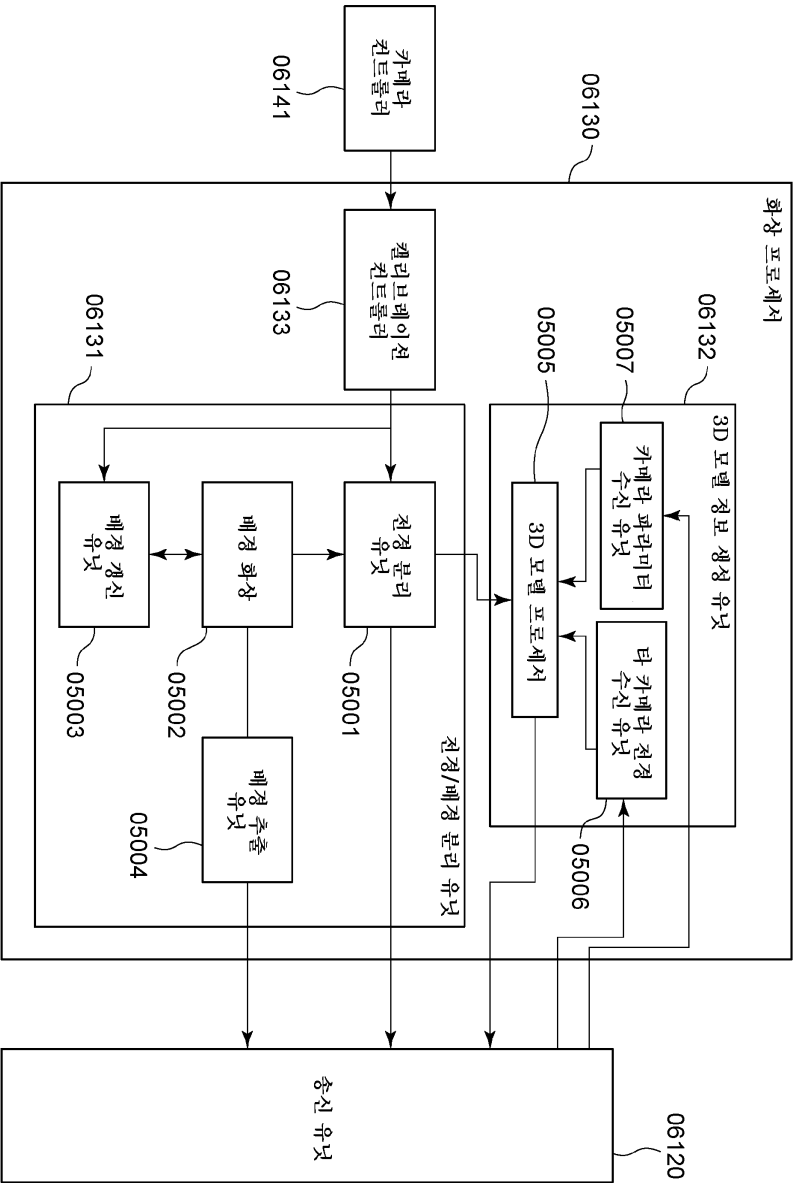 06130
화상 프로세서
06132
3D 모델 정보 생성 유닛
05007
카메라 파라미터
수신 유닛
타 카메라 전경
수신 유닛
05006
05005
3D 모델 프로세서
06141
카메라
컨트롤러
06133
캘리브레이션
컨트롤러
06131
전경/배경 분리 유닛
전경 분리
유닛
05001
배경 화상
05002
배경 갱신
유닛
05003
배경 추출
유닛
05004
송신 유닛
06120